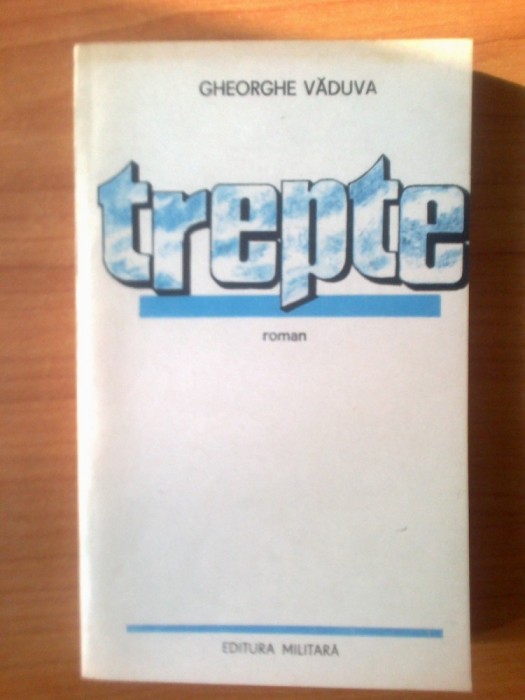 GHEORGHE VĂDUVA
trepte
roman
EDITURA MILITARĂ